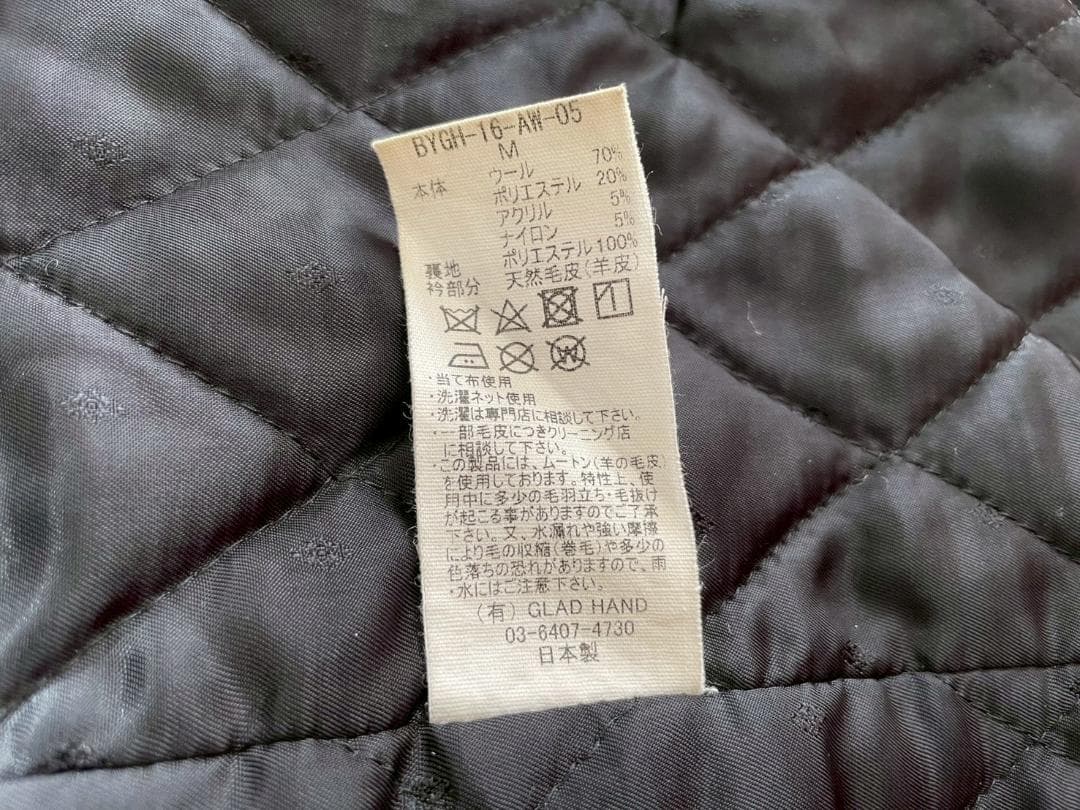 BYGH-16-AW-05
M
本体 ウール 70%
ポリエステル 20%
アクリル 5%
ナイロン 5%
裏地 ポリエステル100%
衿部分 天然毛皮(羊皮)
W
・当て布使用
・洗濯ネット使用
・洗濯は専門店に相談して下さい。
・一部毛皮につきクリーニング店
に相談して下さい。
・この製品には、ムートン(羊の毛皮)
を使用しております。特性上、使
用中に多少の毛羽立ち・毛抜け
が起こる事がありますのでご了承
下さい。又、水濡れや強い摩擦
により毛の収縮(巻毛)や多少の
色落ちの恐れがありますので、雨
・水にはご注意下さい。
(有) GLAD HAND
03-6407-4730
日本製